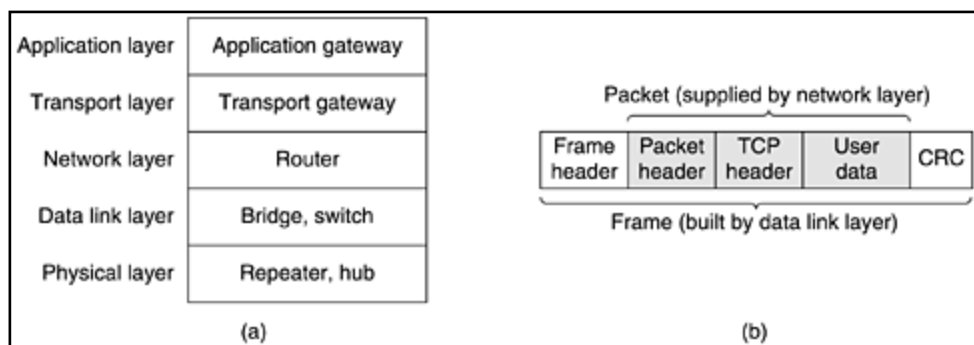 Application layer
Application gateway
Transport layer
Transport gateway
Network layer
Router
Data link layer
Bridge, switch
Physical layer
Repeater, hub
(a)
Packet (supplied by network layer)
Frame
header
Packet
header
TCP
header
User
data
CRC
Frame (built by data link layer)
(b)